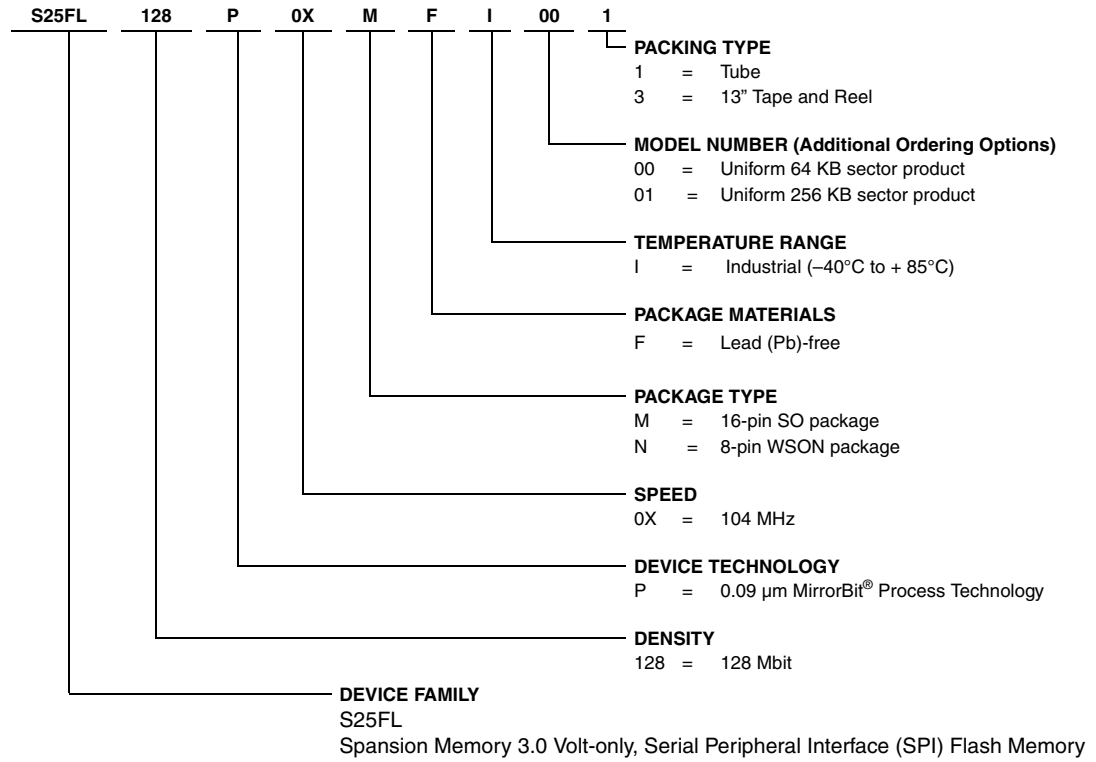 S25FL 128 P 0X M F I 00 1
PACKING TYPE
1 = Tube
3 = 13” Tape and Reel
MODEL NUMBER (Additional Ordering Options)
00 = Uniform 64 KB sector product
01 = Uniform 256 KB sector product
TEMPERATURE RANGE
I = Industrial (–40°C to + 85°C)
PACKAGE MATERIALS
F = Lead (Pb)-free
PACKAGE TYPE
M = 16-pin SO package
N = 8-pin WSON package
SPEED
0X = 104 MHz
DEVICE TECHNOLOGY
P = 0.09 µm MirrorBit® Process Technology
DENSITY
128 = 128 Mbit
DEVICE FAMILY
S25FL
Spansion Memory 3.0 Volt-only, Serial Peripheral Interface (SPI) Flash Memory